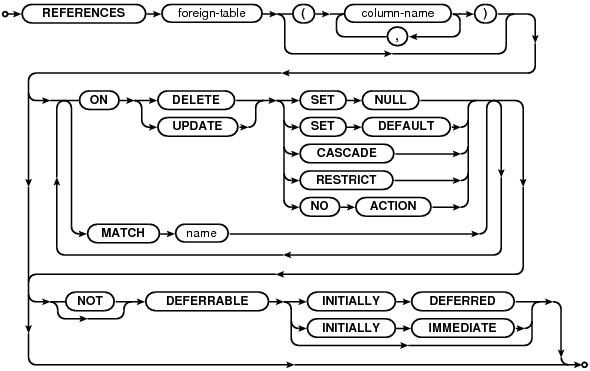 REFERENCES foreign-table ( column-name )
,
ON DELETE SET NULL
UPDATE SET DEFAULT
CASCADE
RESTRICT
NO ACTION
MATCH name
NOT DEFERRABLE INITIALLY DEFERRED
INITIALLY IMMEDIATE